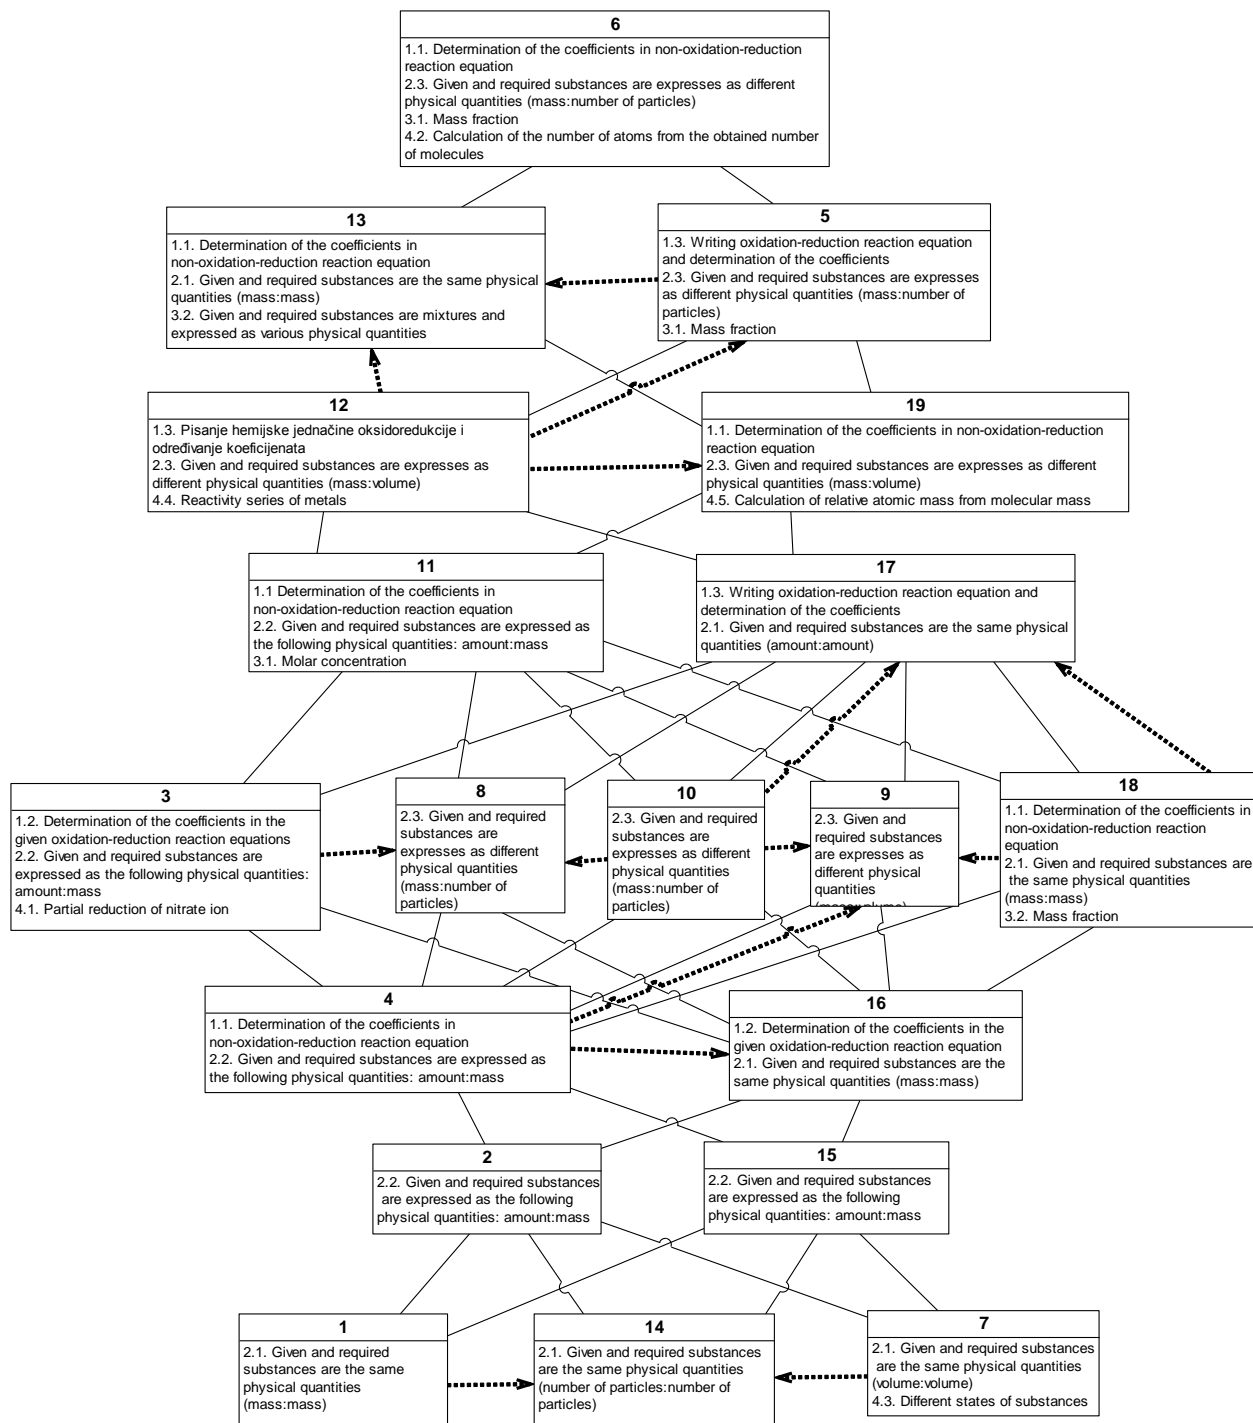 6
1.1. Determination of the coefficients in non-oxidation-reduction
reaction equation
2.3. Given and required substances are expresses as different
physical quantities (mass:number of particles)
3.1. Mass fraction
4.2. Calculation of the number of atoms from the obtained number
of molecules
13
1.1. Determination of the coefficients in
non-oxidation-reduction reaction equation
2.1. Given and required substances are the same physical
quantities (mass:mass)
3.2. Given and required substances are mixtures and
expressed as various physical quantities
5
1.3. Writing oxidation-reduction reaction equation
and determination of the coefficients
2.3. Given and required substances are expresses
as different physical quantities (mass:number of
particles)
3.1. Mass fraction
12
1.3. Pisanje hemijske jednačine oksidoredukcije i
određivanje koeficijenata
2.3. Given and required substances are expresses as
different physical quantities (mass:volume)
4.4. Reactivity series of metals
19
1.1. Determination of the coefficients in non-oxidation-reduction
reaction equation
2.3. Given and required substances are expresses as different
physical quantities (mass:volume)
4.5. Calculation of relative atomic mass from molecular mass
11
1.1 Determination of the coefficients in
non-oxidation-reduction reaction equation
2.2. Given and required substances are expressed as
the following physical quantities: amount:mass
3.1. Molar concentration
17
1.3. Writing oxidation-reduction reaction equation and
determination of the coefficients
2.1. Given and required substances are the same physical
quantities (amount:amount)
3
1.2. Determination of the coefficients in the
given oxidation-reduction reaction equations
2.2. Given and required substances are
expressed as the following physical quantities:
amount:mass
4.1. Partial reduction of nitrate ion
8
2.3. Given and required
substances are
expresses as different
physical quantities
(mass:number of
particles)
10
2.3. Given and required
substances are
expresses as different
physical quantities
(mass:number of
particles)
9
2.3. Given and
required substances
are expresses as
different physical
quantities
(mass:volume)
18
1.1. Determination of the coefficients in
non-oxidation-reduction reaction
equation
2.1. Given and required substances are
the same physical quantities
(mass:mass)
3.2. Mass fraction
4
1.1. Determination of the coefficients in
non-oxidation-reduction reaction equation
2.2. Given and required substances are expressed as
the following physical quantities: amount:mass
16
1.2. Determination of the coefficients in the
given oxidation-reduction reaction equation
2.1. Given and required substances are the
same physical quantities (mass:mass)
2
2.2. Given and required substances
are expressed as the following
physical quantities: amount:mass
15
2.2. Given and required substances
are expressed as the following
physical quantities: amount:mass
1
2.1. Given and required
substances are the same
physical quantities
(mass:mass)
14
2.1. Given and required substances
are the same physical quantities
(number of particles:number of
particles)
7
2.1. Given and required substances
are the same physical quantities
(volume:volume)
4.3. Different states of substances